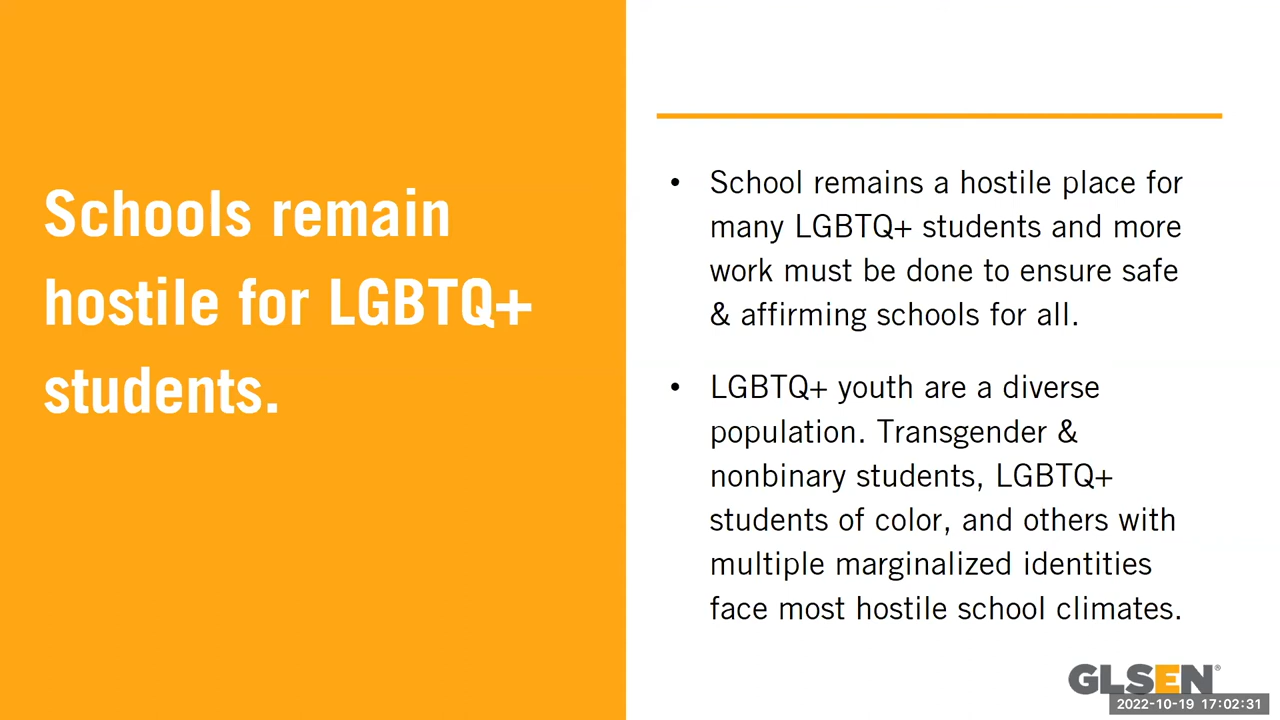 Schools remain
hostile for LGBTQ+
students.
• School remains a hostile place for
many LGBTQ+ students and more
work must be done to ensure safe
& affirming schools for all.
• LGBTQ+ youth are a diverse
population. Transgender &
nonbinary students, LGBTQ+
students of color, and others with
multiple marginalized identities
face most hostile school climates.
GLSEN®
2022-10-19 17:02:31